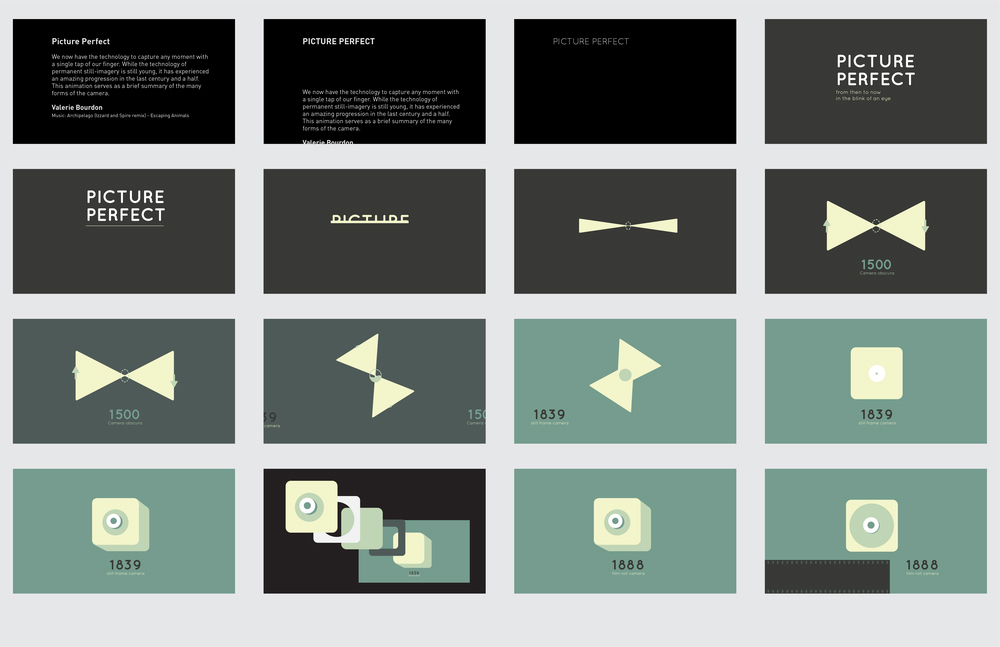 Picture Perfect
We now have the technology to capture any moment with
a single tap of our finger. While the technology of
permanent still-imagery is still young, it has experienced
an amazing progression in the last century and a half.
This animation serves as a brief summary of the many
forms of the camera.
Valerie Bourdon
Music: Archipelago (Izzard and Spire remix) - Escaping Animals
PICTURE PERFECT
We now have the technology to capture any moment with
a single tap of our finger. While the technology of
permanent still-imagery is still young, it has experienced
an amazing progression in the last century and a half.
This animation serves as a brief summary of the many
forms of the camera.
Valerie Bourdon
PICTURE PERFECT
PICTURE
PERFECT
from then to now
in the blink of an eye
PICTURE
PERFECT
PICTURE
1500
Camera obscura
1500
Camera obscura
39
camera
150
Camera o
1839
still frame camera
1839
still frame camera
1839
still frame camera
1839
1888
film roll camera
1888
film roll camera